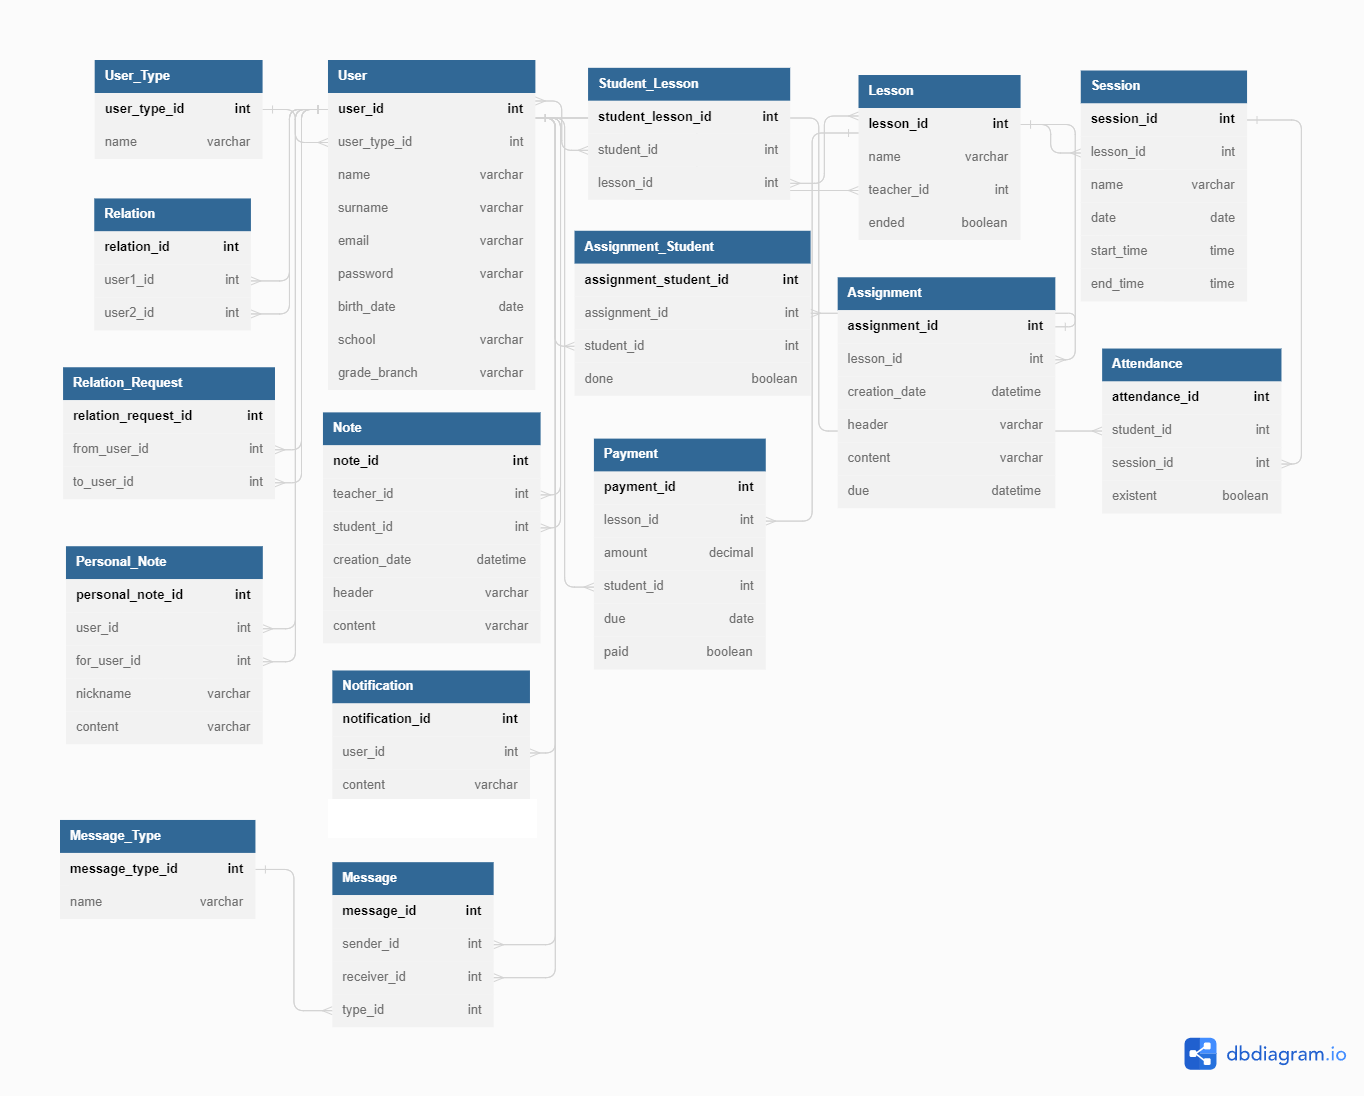 User_Type
user_type_id int
name varchar
User
user_id int
user_type_id int
name varchar
surname varchar
email varchar
password varchar
birth_date date
school varchar
grade_branch varchar
Student_Lesson
student_lesson_id int
student_id int
lesson_id int
Lesson
lesson_id int
name varchar
teacher_id int
ended boolean
Session
session_id int
lesson_id int
name varchar
date date
start_time time
end_time time
Relation
relation_id int
user1_id int
user2_id int
Assignment_Student
assignment_student_id int
assignment_id int
student_id int
done boolean
Assignment
assignment_id int
lesson_id int
creation_date datetime
header varchar
content varchar
due datetime
Attendance
attendance_id int
student_id int
session_id int
existent boolean
Relation_Request
relation_request_id int
from_user_id int
to_user_id int
Note
note_id int
teacher_id int
student_id int
creation_date datetime
header varchar
content varchar
Payment
payment_id int
lesson_id int
amount decimal
student_id int
due date
paid boolean
Personal_Note
personal_note_id int
user_id int
for_user_id int
nickname varchar
content varchar
Notification
notification_id int
user_id int
content varchar
Message_Type
message_type_id int
name varchar
Message
message_id int
sender_id int
receiver_id int
type_id int
dbdiagram.io